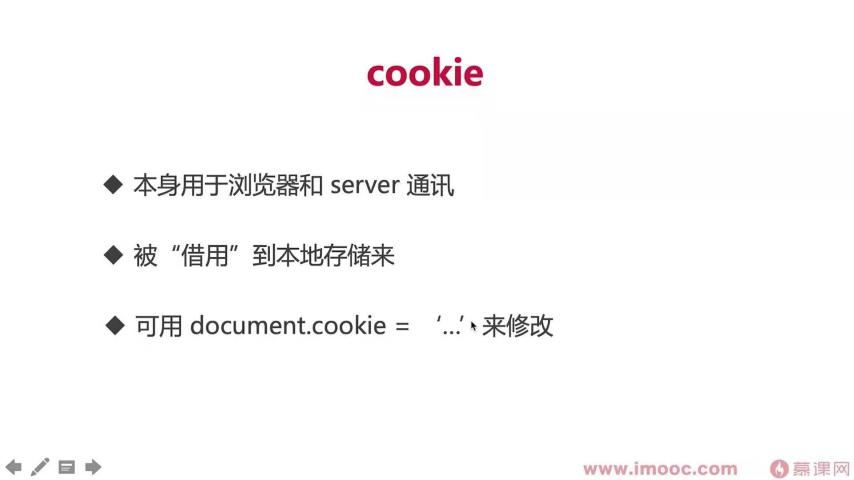 cookie
本身用于浏览器和 server 通讯
被“借用”到本地存储来
可用 document.cookie = ‘…’ 来修改
www.imooc.com 慕课网